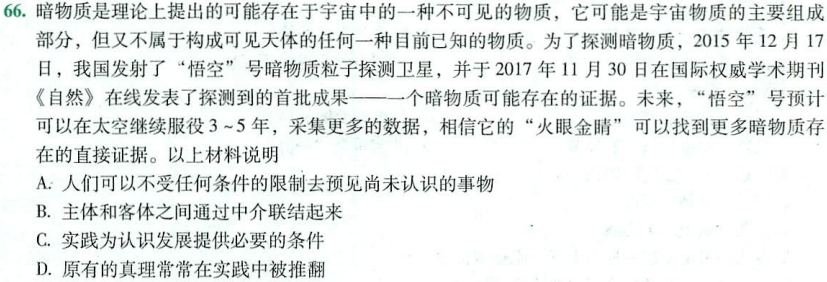 66. 暗物质是理论上提出的可能存在于宇宙中的一种不可见的物质，它可能是宇宙物质的主要组成
部分，但又不属于构成可见天体的任何一种目前已知的物质。为了探测暗物质，2015 年 12 月 17
日，我国发射了“悟空”号暗物质粒子探测卫星，并于 2017 年 11 月 30 日在国际权威学术期刊
《自然》在线发表了探测到的首批成果——一个暗物质可能存在的证据。未来，“悟空”号预计
可以在太空继续服役 3 ~ 5 年，采集更多的数据，相信它的“火眼金睛”可以找到更多暗物质存
在的直接证据。以上材料说明
A. 人们可以不受任何条件的限制去预见尚未认识的事物
B. 主体和客体之间通过中介联结起来
C. 实践为认识发展提供必要的条件
D. 原有的真理常常在实践中被推翻